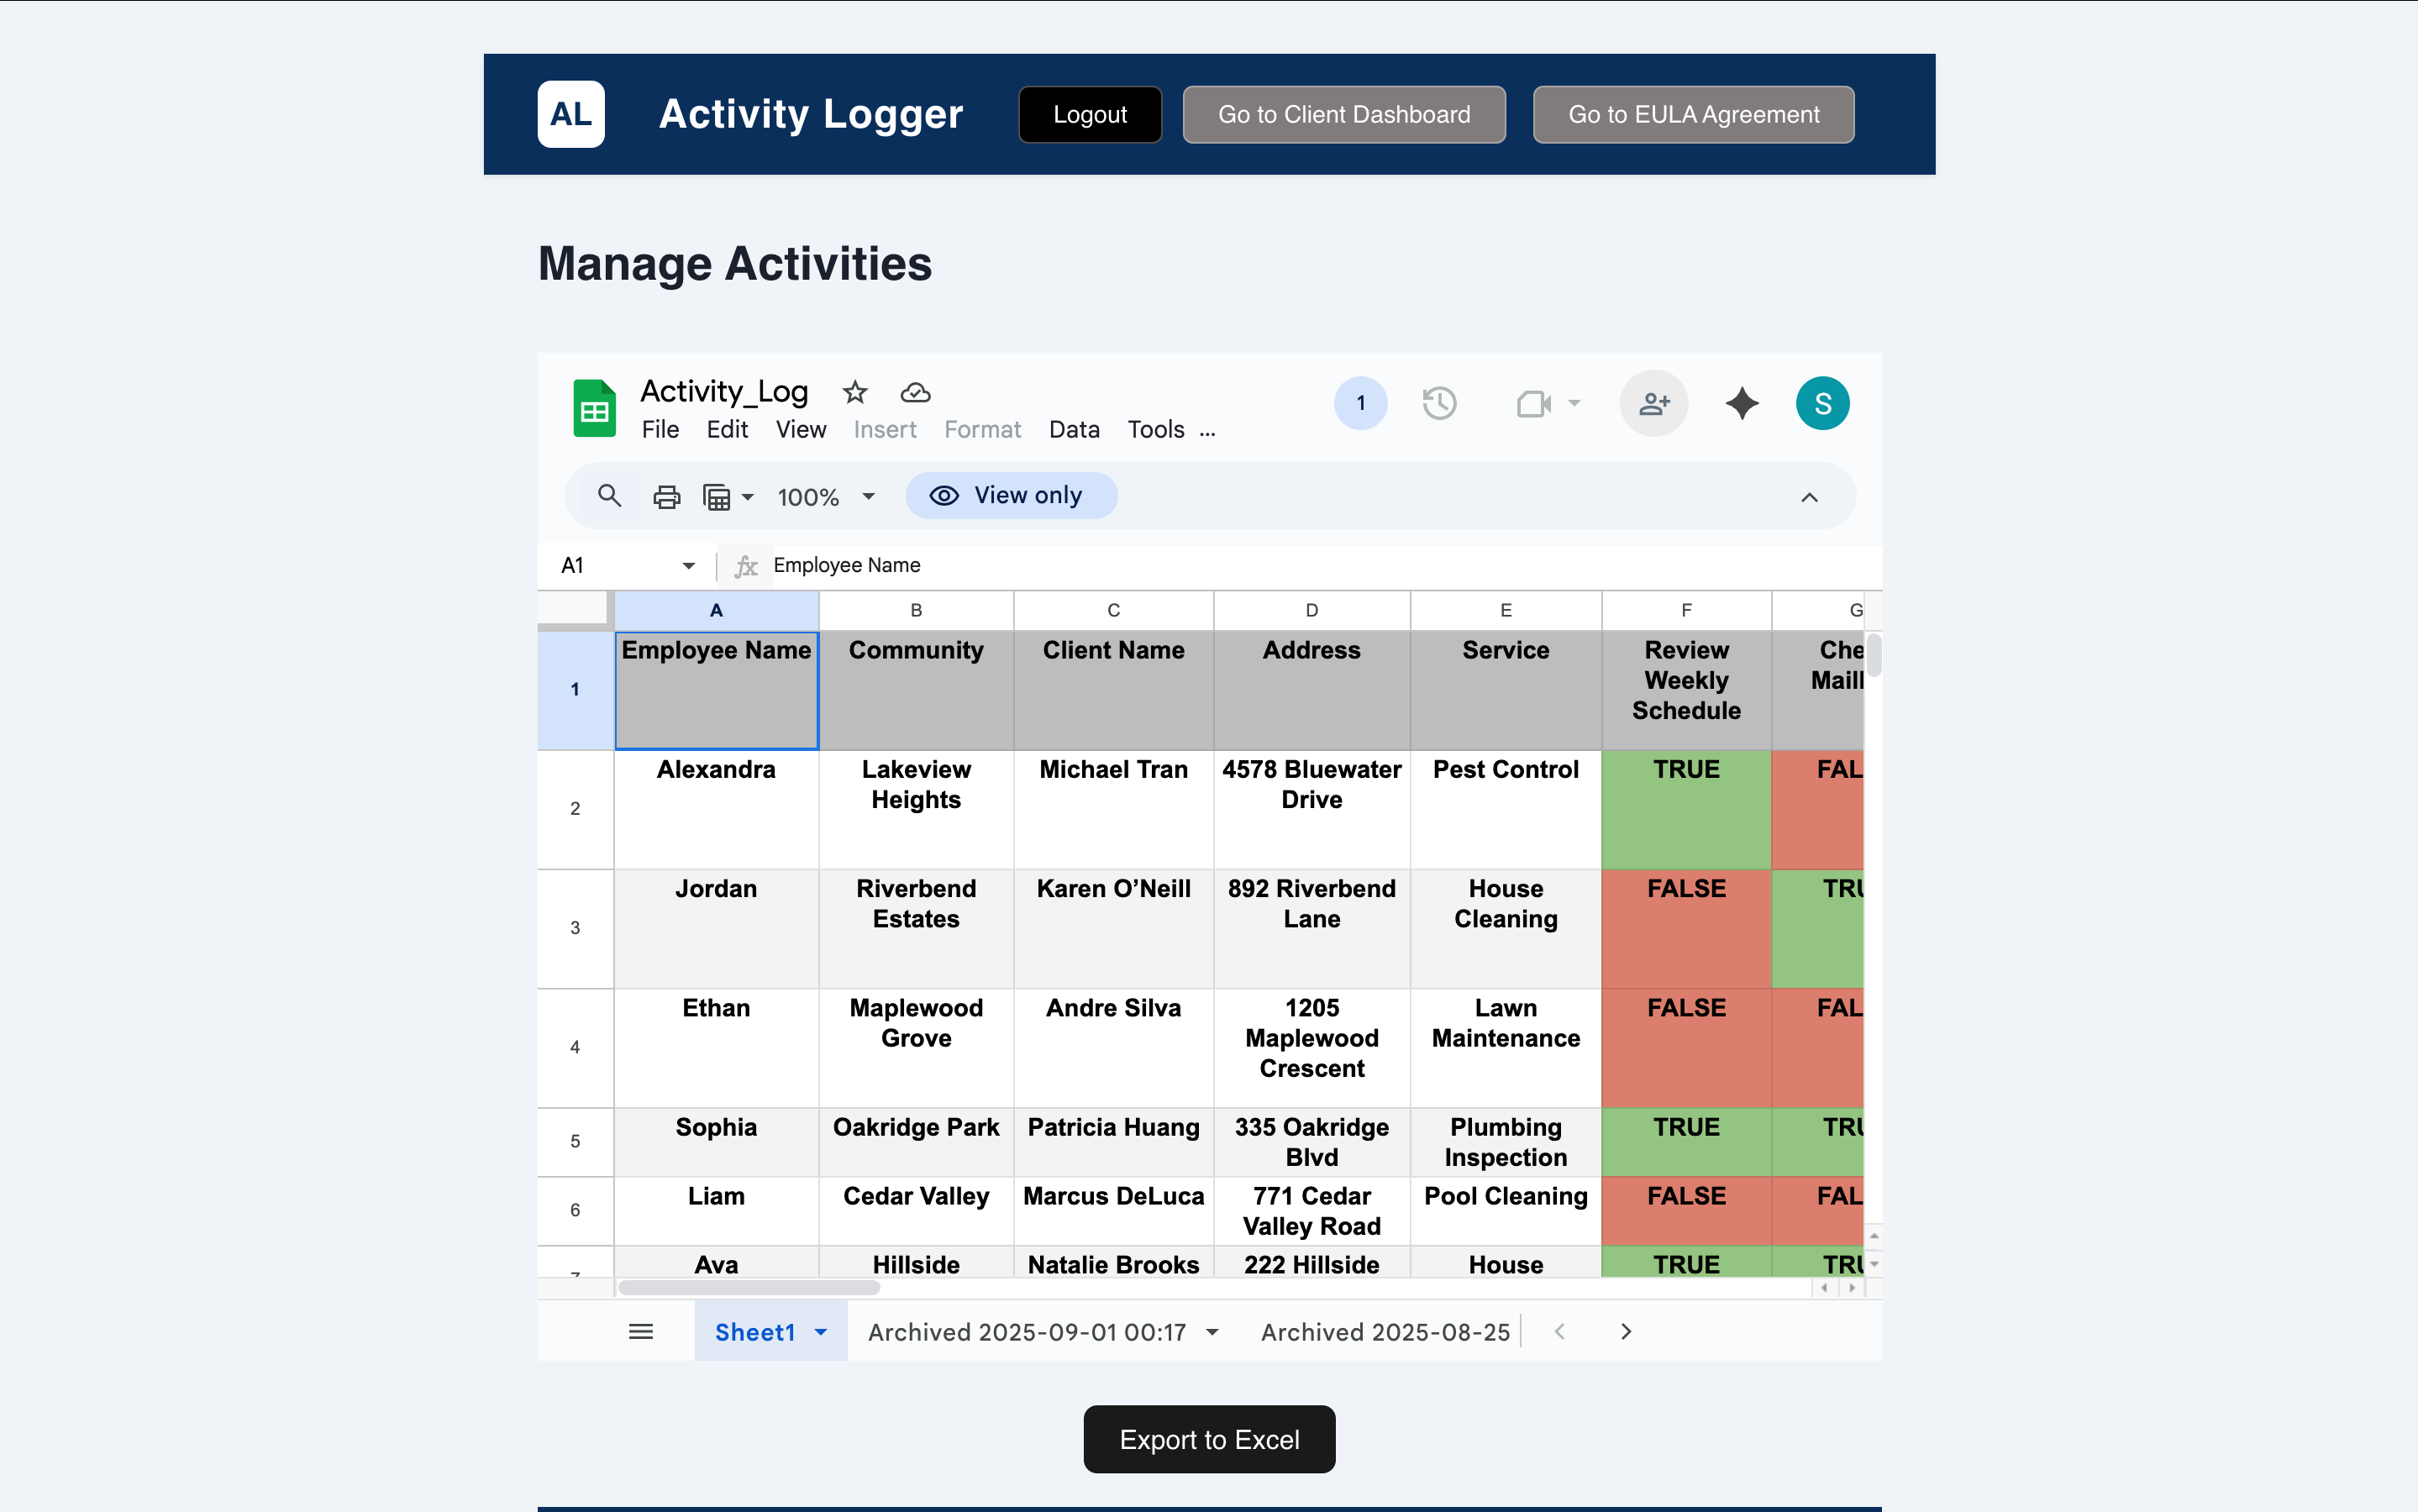 AL
Activity Logger
Logout
Go to Client Dashboard
Go to EULA Agreement
Manage Activities
Activity_Log
File Edit View Insert Format Data Tools ...
1
S
100%
View only
A1
fx Employee Name
A B C D E F G
1
Employee Name
Community
Client Name
Address
Service
Review
Weekly
Schedule
Che
Maill
2
Alexandra
Lakeview
Heights
Michael Tran
4578 Bluewater
Drive
Pest Control
TRUE
FAL
3
Jordan
Riverbend
Estates
Karen O’Neill
892 Riverbend
Lane
House
Cleaning
FALSE
TRU
4
Ethan
Maplewood
Grove
Andre Silva
1205
Maplewood
Crescent
Lawn
Maintenance
FALSE
FAL
5
Sophia
Oakridge Park
Patricia Huang
335 Oakridge
Blvd
Plumbing
Inspection
TRUE
TRU
6
Liam
Cedar Valley
Marcus DeLuca
771 Cedar
Valley Road
Pool Cleaning
FALSE
FAL
Ava
Hillside
Natalie Brooks
222 Hillside
House
TRUE
TRU
Sheet1
Archived 2025-09-01 00:17
Archived 2025-08-25
Export to Excel